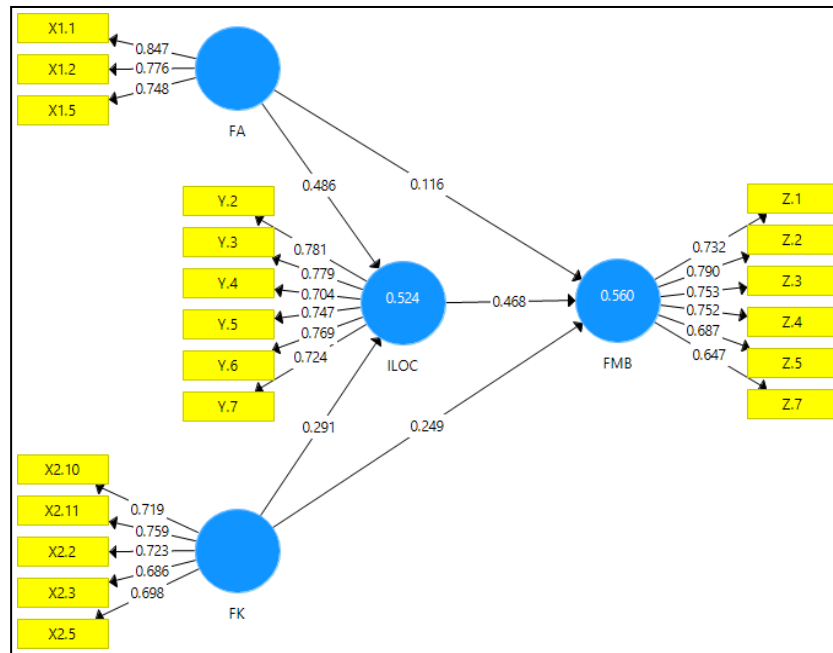 X1.1
X1.2
X1.5
0.847
0.776
0.748
FA
0.486
0.116
Y.2
Y.3
Y.4
Y.5
Y.6
Y.7
0.781
0.779
0.704
0.747
0.769
0.724
0.524
ILOC
0.468
0.560
FMB
0.732
0.790
0.753
0.752
0.687
0.647
Z.1
Z.2
Z.3
Z.4
Z.5
Z.7
0.291
0.249
X2.10
X2.11
X2.2
X2.3
X2.5
0.719
0.759
0.723
0.686
0.698
FK